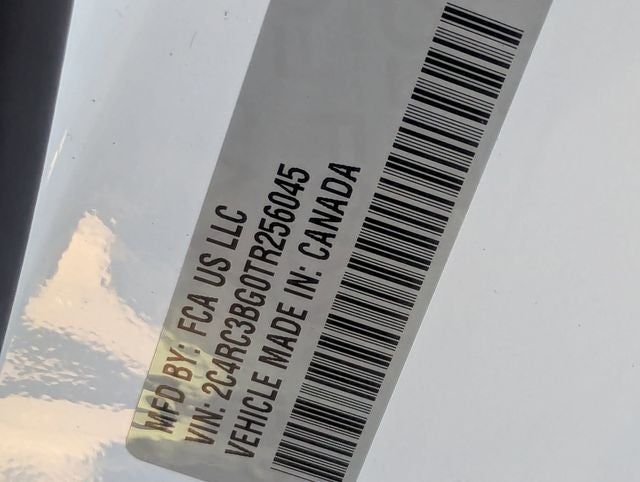 MFD BY: FCA US LLC
VIN: 2C4RC3BG0TR256045
VEHICLE MADE IN: CANADA